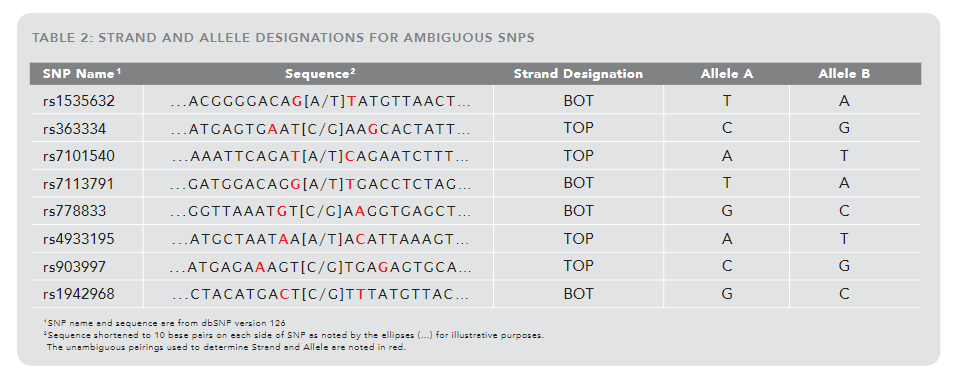 TABLE 2: STRAND AND ALLELE DESIGNATIONS FOR AMBIGUOUS SNPS
SNP Name¹ Sequence² Strand Designation Allele A Allele B
rs1535632 ...ACGGGGACAG[A/T]TATGTTAACT... BOT T A
rs363334 ...ATGAGTGAAT[C/G]AAGCACTATT... TOP C G
rs7101540 ...AAATTCAGAT[A/T]CAGAATCTTT... TOP A T
rs7113791 ...GATGGACAGG[A/T]TGACCTCTAG... BOT T A
rs778833 ...GGTTAAATGT[C/G]AAGGTGAGCT... BOT G C
rs4933195 ...ATGCTAATAA[A/T]ACATTAAAGT... TOP A T
rs903997 ...ATGAGAAAGT[C/G]TGAGAGTGCA... TOP C G
rs1942968 ...CTACATGACT[C/G]TTTATGTTAC... BOT G C
¹SNP name and sequence are from dbSNP version 126
²Sequence shortened to 10 base pairs on each side of SNP as noted by the ellipses (...) for illustrative purposes.
The unambiguous pairings used to determine Strand and Allele are noted in red.